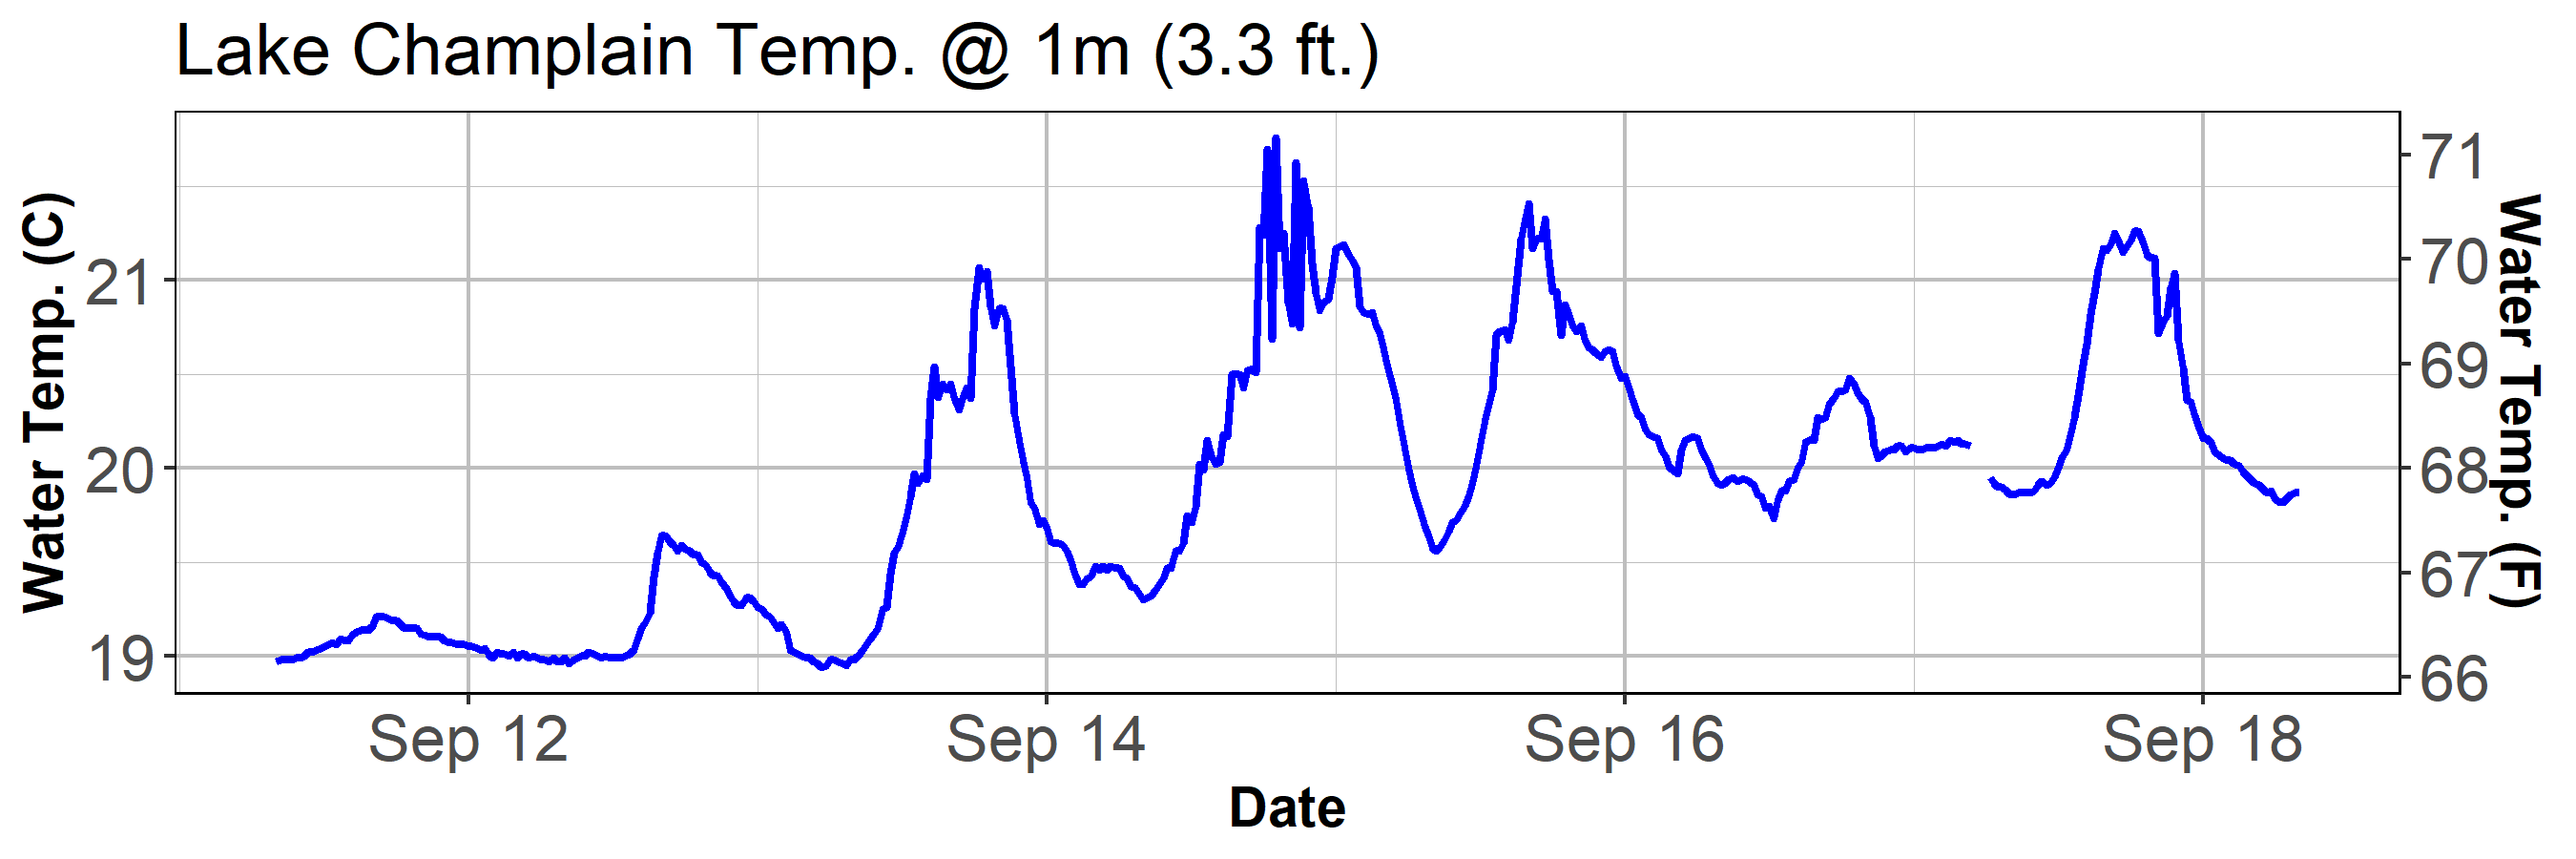 Lake Champlain Temp. @ 1m (3.3 ft.)
Water Temp. (C)
21
20
19
71
70
69
68
67
66
Water Temp. (F)
Sep 12
Sep 14
Sep 16
Sep 18
Date